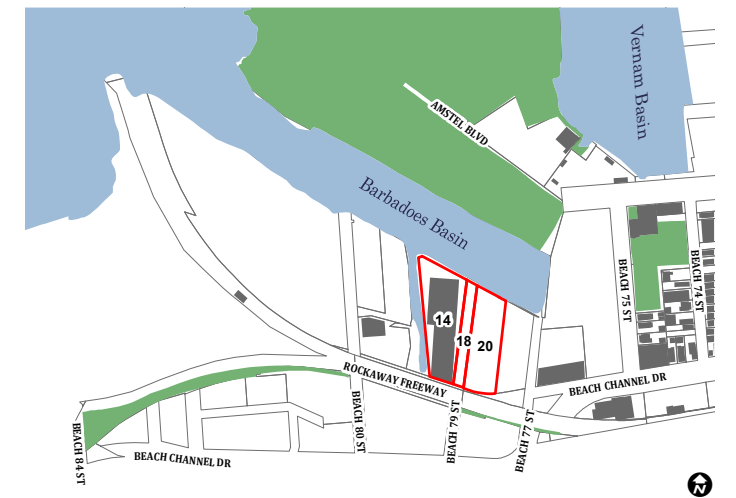 Vernam Basin
AMSTEL BLVD
Barbadoes Basin
BEACH 75 ST
BEACH 74 ST
14
18
20
ROCKAWAY FREEWAY
BEACH CHANNEL DR
BEACH 84 ST
BEACH 80 ST
BEACH 79 ST
BEACH 77 ST
BEACH CHANNEL DR
N